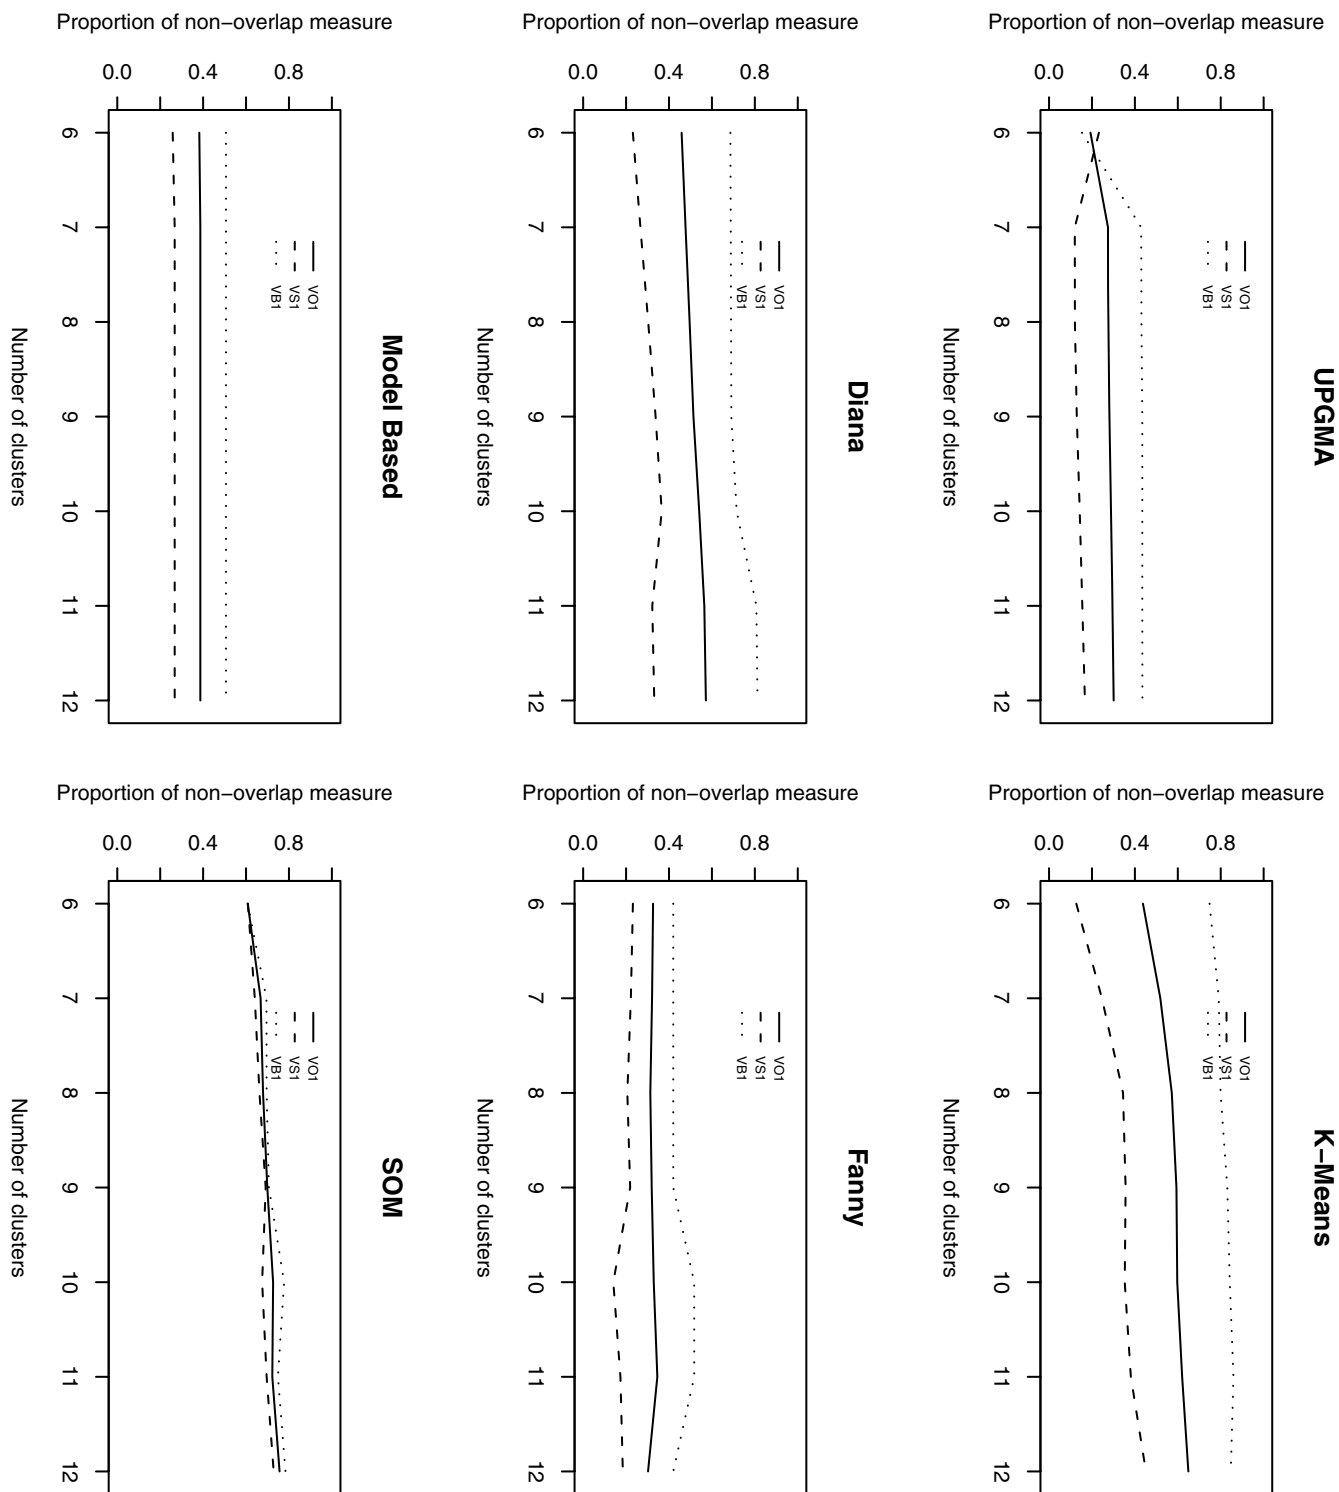 UPGMA
Proportion of non−overlap measure
0.0 0.4 0.8
6 7 8 9 10 11 12
Number of clusters
VO1
VS1
VB1
K−Means
Proportion of non−overlap measure
0.0 0.4 0.8
6 7 8 9 10 11 12
Number of clusters
VO1
VS1
VB1
Diana
Proportion of non−overlap measure
0.0 0.4 0.8
6 7 8 9 10 11 12
Number of clusters
VO1
VS1
VB1
Fanny
Proportion of non−overlap measure
0.0 0.4 0.8
6 7 8 9 10 11 12
Number of clusters
VO1
VS1
VB1
Model Based
Proportion of non−overlap measure
0.0 0.4 0.8
6 7 8 9 10 11 12
Number of clusters
VO1
VS1
VB1
SOM
Proportion of non−overlap measure
0.0 0.4 0.8
6 7 8 9 10 11 12
Number of clusters
VO1
VS1
VB1